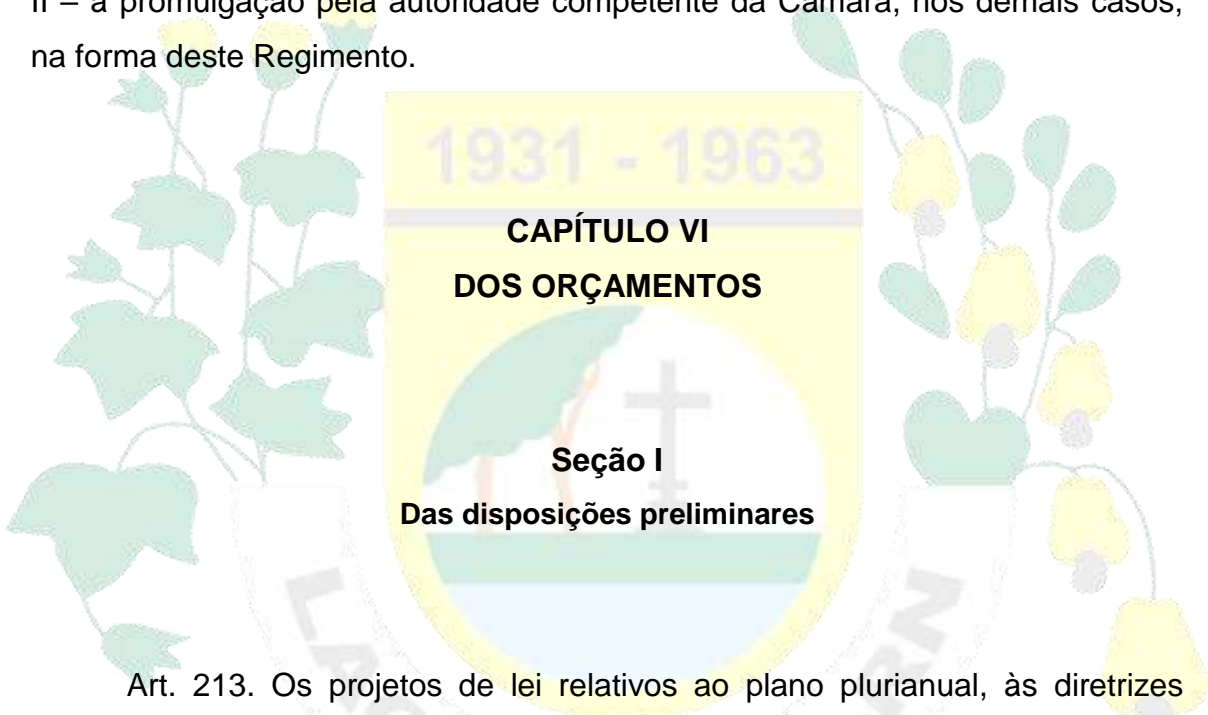 II – à promulgação pela autoridade competente da Câmara, nos demais casos,
na forma deste Regimento.
1931 - 1963
CAPÍTULO VI
DOS ORÇAMENTOS
Seção I
Das disposições preliminares
Art. 213. Os projetos de lei relativos ao plano plurianual, às diretrizes